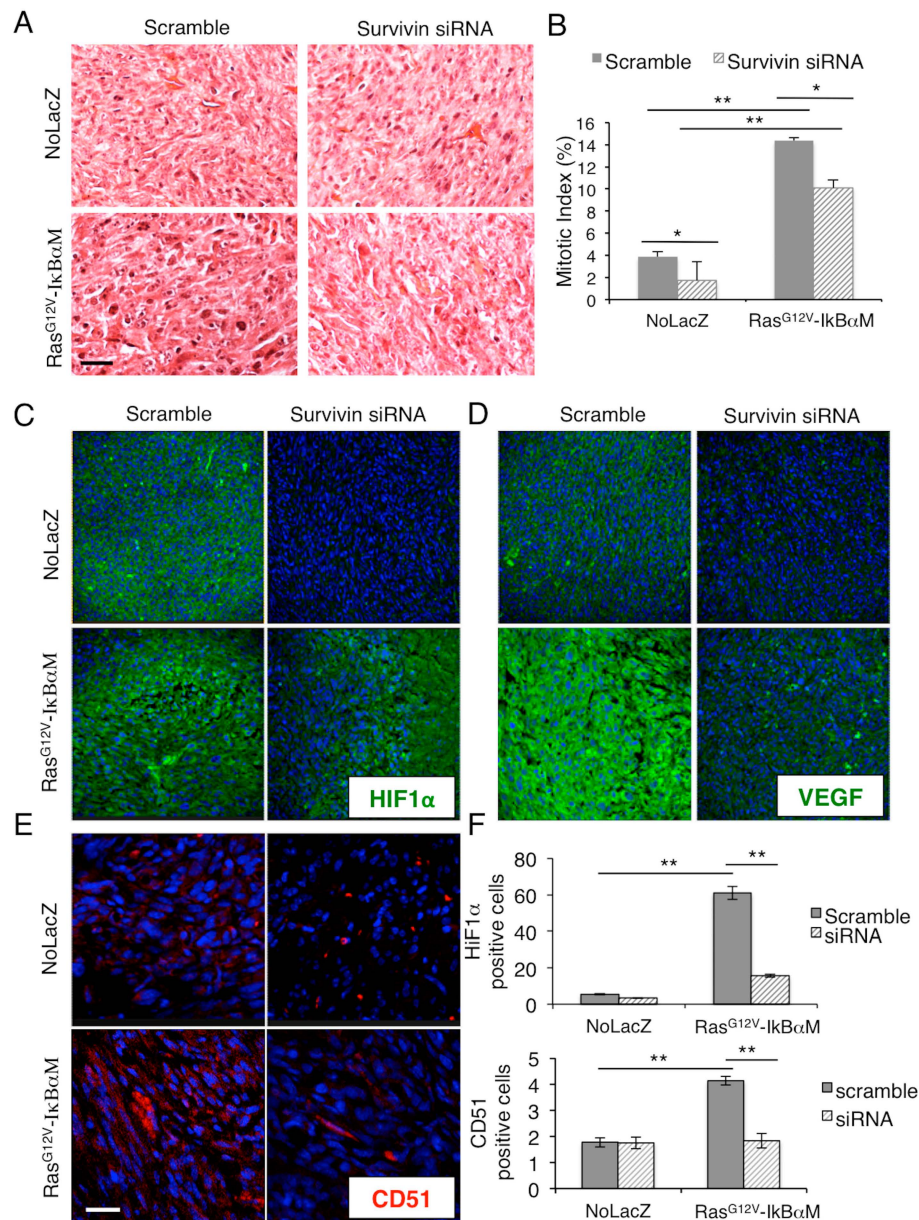 A
Scramble
Survivin siRNA
NoLacZ
Ras^G12V-IκBαM
B
Scramble
Survivin siRNA
**
*
**
*
Mitotic Index (%)
16
14
12
10
8
6
4
2
0
NoLacZ
Ras^G12V-IkBαM
C
Scramble
Survivin siRNA
NoLacZ
Ras^G12V-IκBαM
HIF1α
D
Scramble
Survivin siRNA
VEGF
E
NoLacZ
Ras^G12V-IκBαM
CD51
F
**
**
HiF1α
positive cells
80
60
40
20
0
NoLacZ
Ras^G12V-IkBαM
Scramble
siRNA
**
**
CD51
positive cells
5
4
3
2
1
0
NoLacZ
Ras^G12V-IkBαM
scramble
siRNA